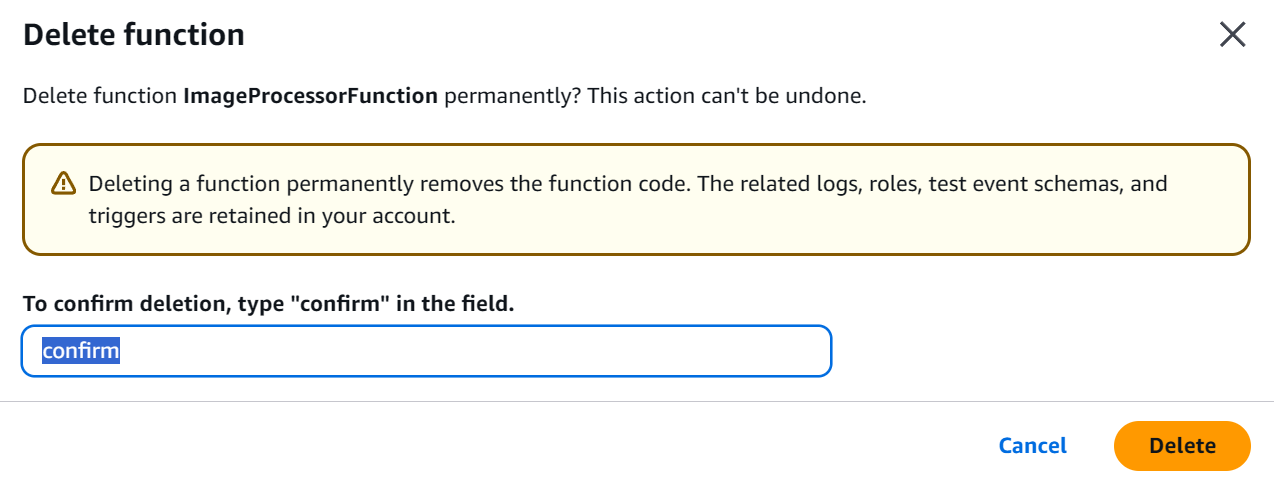 Delete function
Delete function ImageProcessorFunction permanently? This action can't be undone.
Deleting a function permanently removes the function code. The related logs, roles, test event schemas, and
triggers are retained in your account.
To confirm deletion, type "confirm" in the field.
confirm
Cancel
Delete